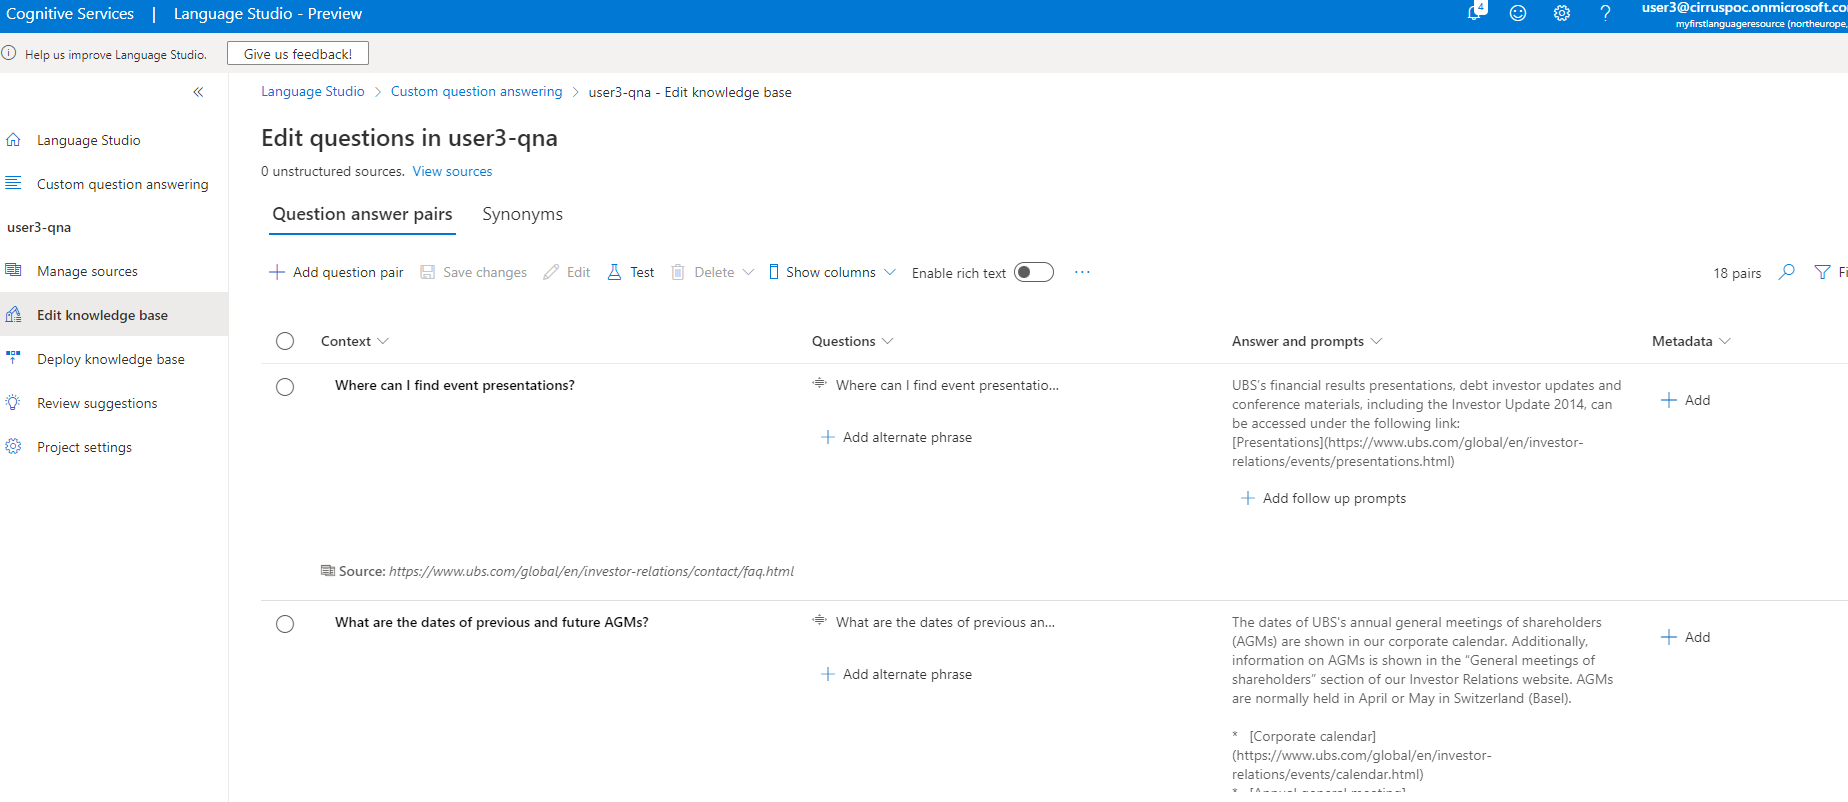 Cognitive Services | Language Studio - Preview
4
user3@cirruspoc.onmicrosoft.co
myfirstlanguageresource (northeurope,
Help us improve Language Studio.
Give us feedback!
Language Studio
Custom question answering
user3-qna
Manage sources
Edit knowledge base
Deploy knowledge base
Review suggestions
Project settings
Language Studio > Custom question answering > user3-qna - Edit knowledge base
Edit questions in user3-qna
0 unstructured sources. View sources
Question answer pairs Synonyms
Add question pair Save changes Edit Test Delete Show columns Enable rich text ... 18 pairs
Context Questions Answer and prompts Metadata
Where can I find event presentations?
Where can I find event presentatio...
Add alternate phrase
UBS's financial results presentations, debt investor updates and
conference materials, including the Investor Update 2014, can
be accessed under the following link:
[Presentations](https://www.ubs.com/global/en/investor-
relations/events/presentations.html)
Add follow up prompts
Add
Source: https://www.ubs.com/global/en/investor-relations/contact/faq.html
What are the dates of previous and future AGMs?
What are the dates of previous an...
Add alternate phrase
The dates of UBS's annual general meetings of shareholders
(AGMs) are shown in our corporate calendar. Additionally,
information on AGMs is shown in the “General meetings of
shareholders” section of our Investor Relations website. AGMs
are normally held in April or May in Switzerland (Basel).
* [Corporate calendar]
(https://www.ubs.com/global/en/investor-
relations/events/calendar.html)
* [Annual general meeting]
Add